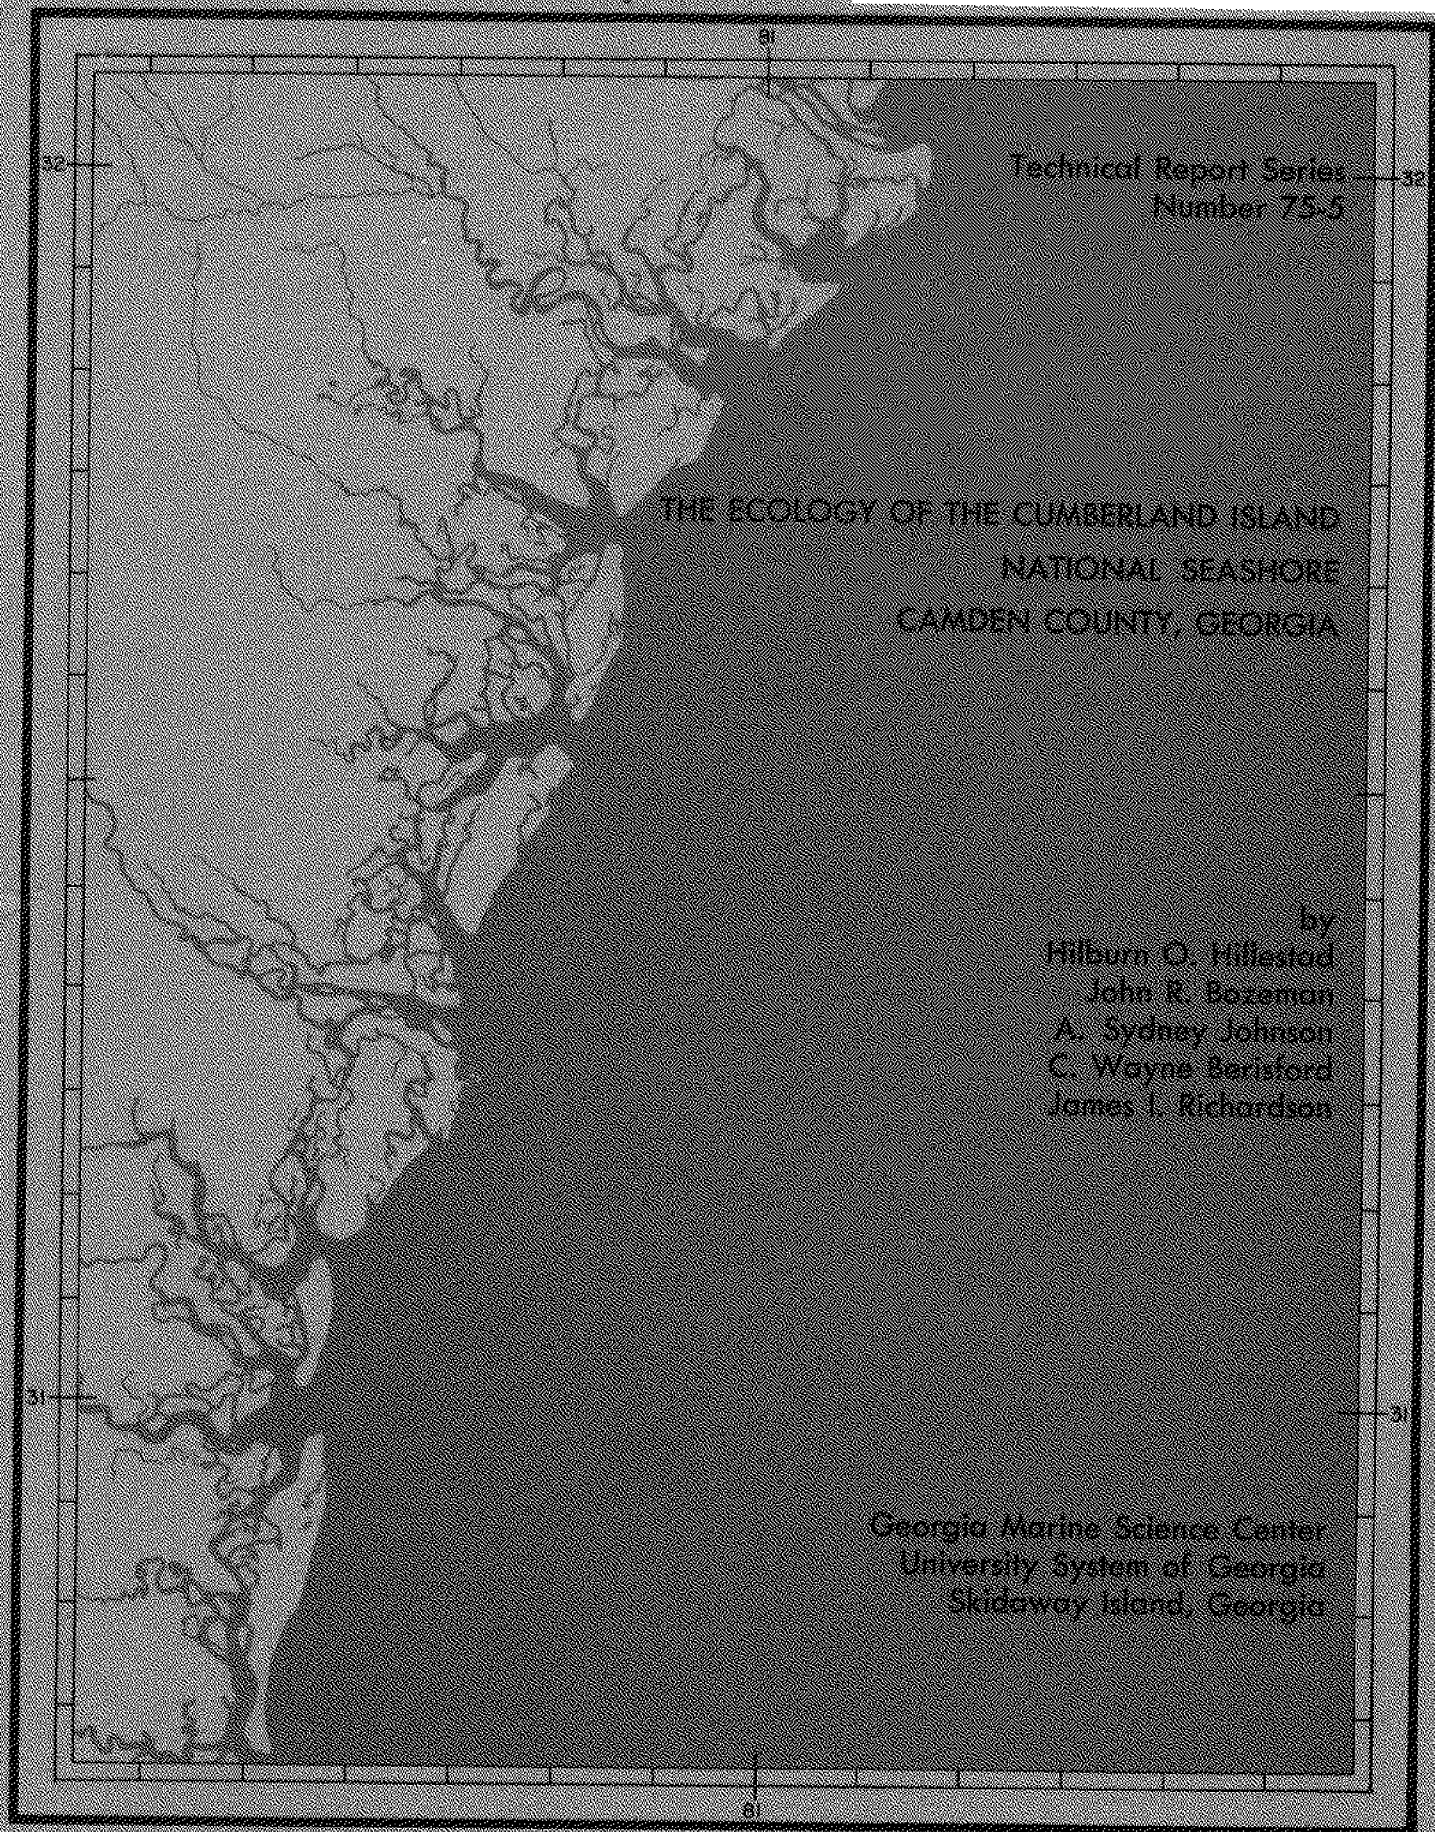 81
32
Technical Report Series
32
Number 75-5
THE ECOLOGY OF THE CUMBERLAND ISLAND
NATIONAL SEASHORE
CAMDEN COUNTY, GEORGIA
by
Hilburn O. Hillestad
John R. Bozeman
A. Sydney Johnson
C. Wayne Berisford
James I. Richardson
31
31
Georgia Marine Science Center
University System of Georgia
Skidaway Island, Georgia
81